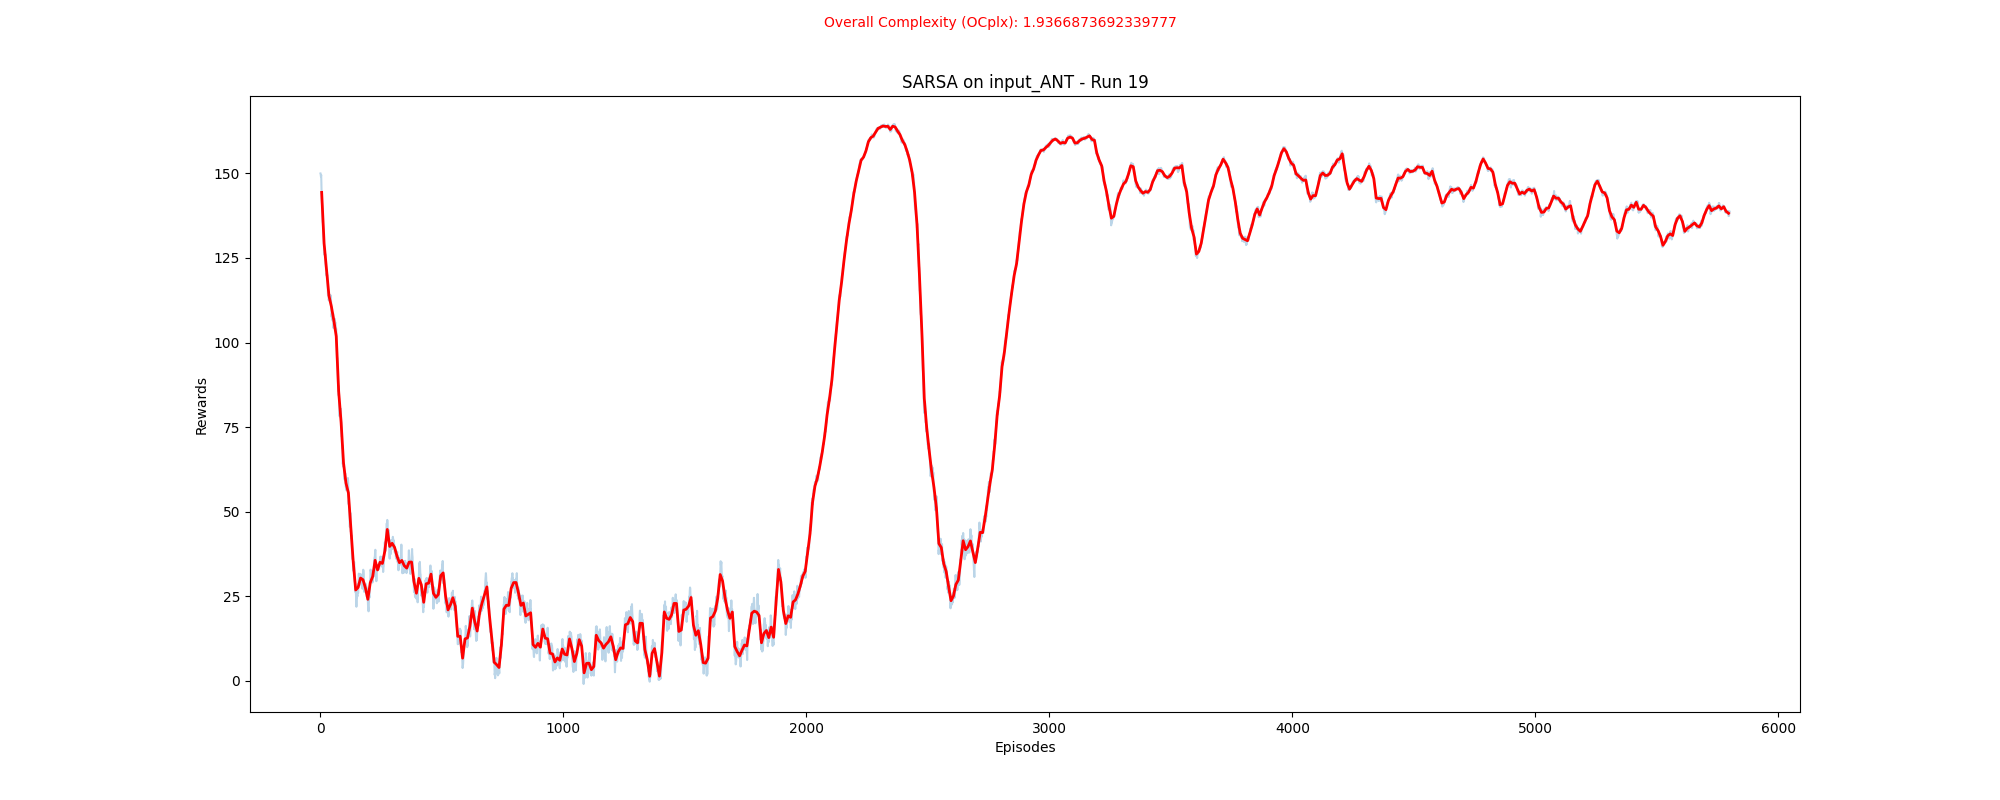 Overall Complexity (OCplx): 1.9366873692339777
SARSA on input_ANT - Run 19
Rewards
150
125
100
75
50
25
0
0 1000 2000 3000 4000 5000 6000
Episodes